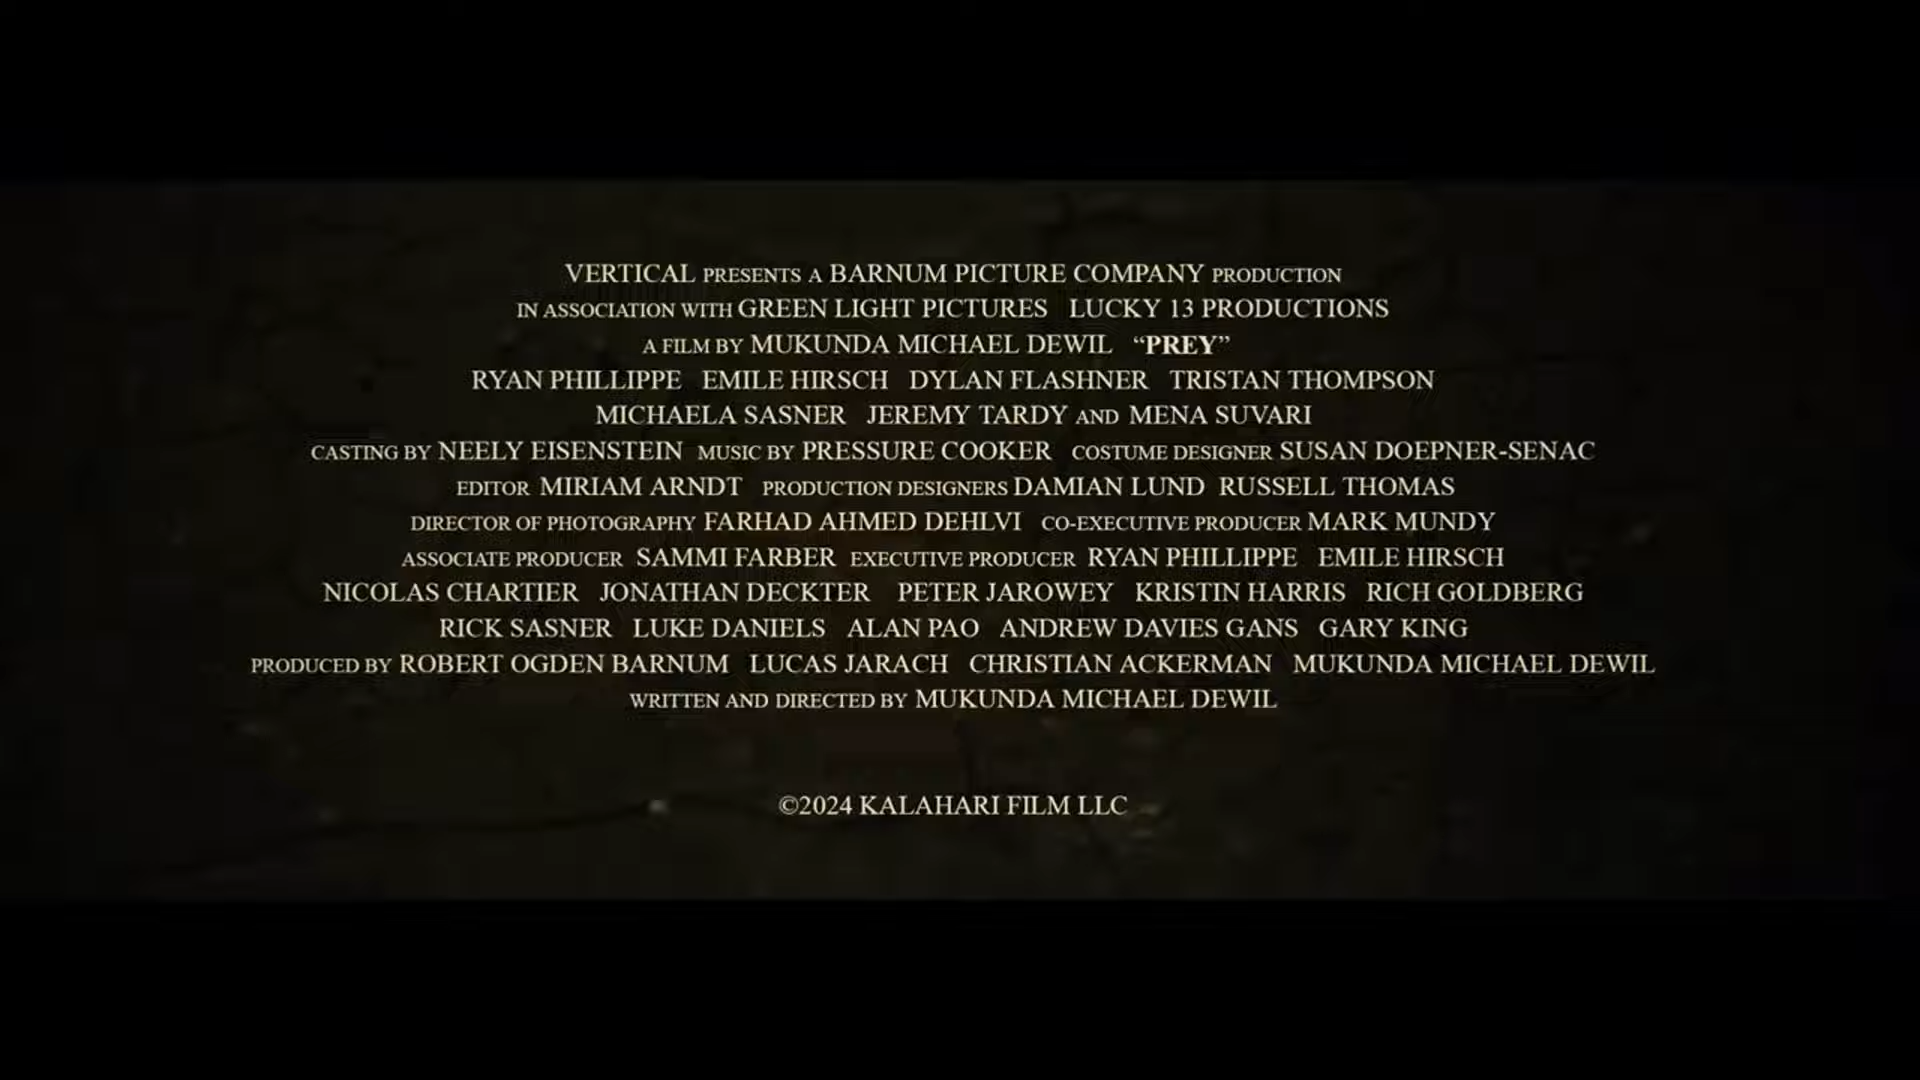 VERTICAL PRESENTS A BARNUM PICTURE COMPANY PRODUCTION
IN ASSOCIATION WITH GREEN LIGHT PICTURES LUCKY 13 PRODUCTIONS
A FILM BY MUKUNDA MICHAEL DEWIL “PREY”
RYAN PHILLIPPE EMILE HIRSCH DYLAN FLASHNER TRISTAN THOMPSON
MICHAELA SASNER JEREMY TARDY AND MENA SUVARI
CASTING BY NEELY EISENSTEIN MUSIC BY PRESSURE COOKER COSTUME DESIGNER SUSAN DOEPNER-SENAC
EDITOR MIRIAM ARNDT PRODUCTION DESIGNERS DAMIAN LUND RUSSELL THOMAS
DIRECTOR OF PHOTOGRAPHY FARHAD AHMED DEHLVI CO-EXECUTIVE PRODUCER MARK MUNDY
ASSOCIATE PRODUCER SAMMI FARBER EXECUTIVE PRODUCER RYAN PHILLIPPE EMILE HIRSCH
NICOLAS CHARTIER JONATHAN DECKTER PETER JAROWEY KRISTIN HARRIS RICH GOLDBERG
RICK SASNER LUKE DANIELS ALAN PAO ANDREW DAVIES GANS GARY KING
PRODUCED BY ROBERT OGDEN BARNUM LUCAS JARACH CHRISTIAN ACKERMAN MUKUNDA MICHAEL DEWIL
WRITTEN AND DIRECTED BY MUKUNDA MICHAEL DEWIL
©2024 KALAHARI FILM LLC